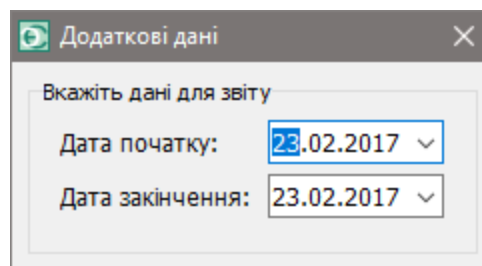 Додаткові дані
Вкажіть дані для звіту
Дата початку: 23.02.2017
Дата закінчення: 23.02.2017